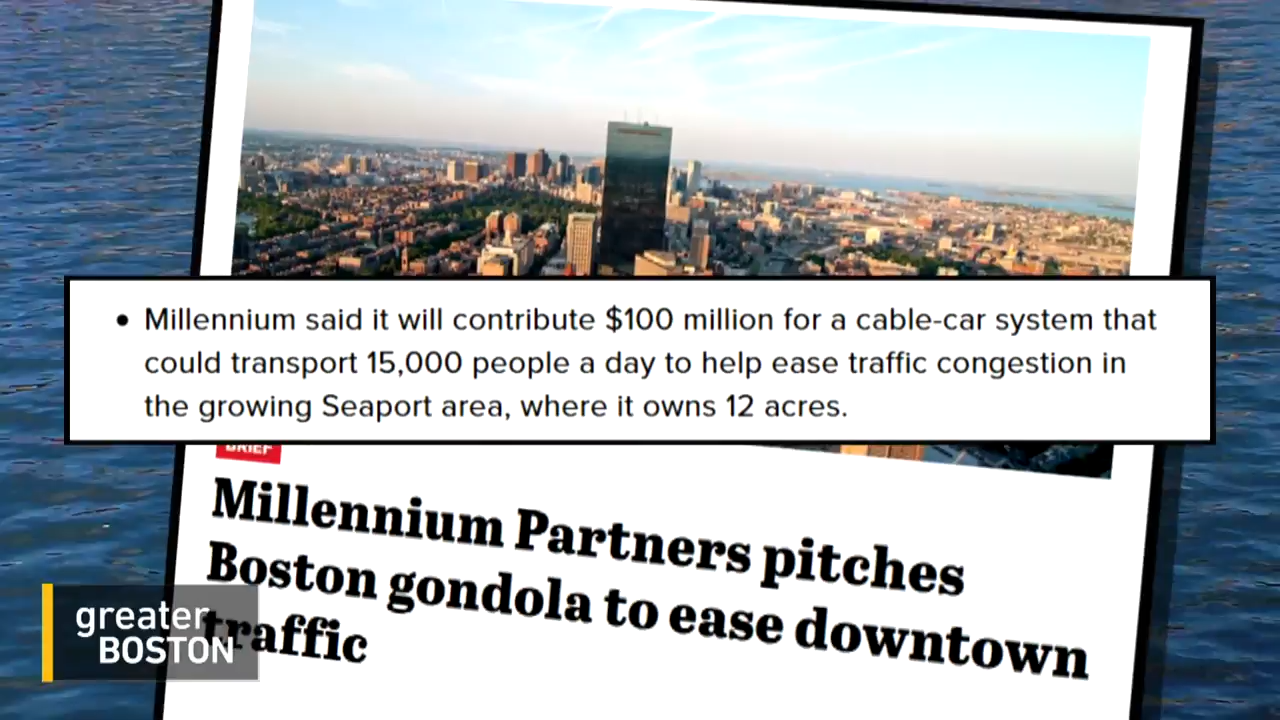 • Millennium said it will contribute $100 million for a cable-car system that
could transport 15,000 people a day to help ease traffic congestion in
the growing Seaport area, where it owns 12 acres.
BRIEF
Millennium Partners pitches
Boston gondola to ease downtown
traffic
greater
BOSTON